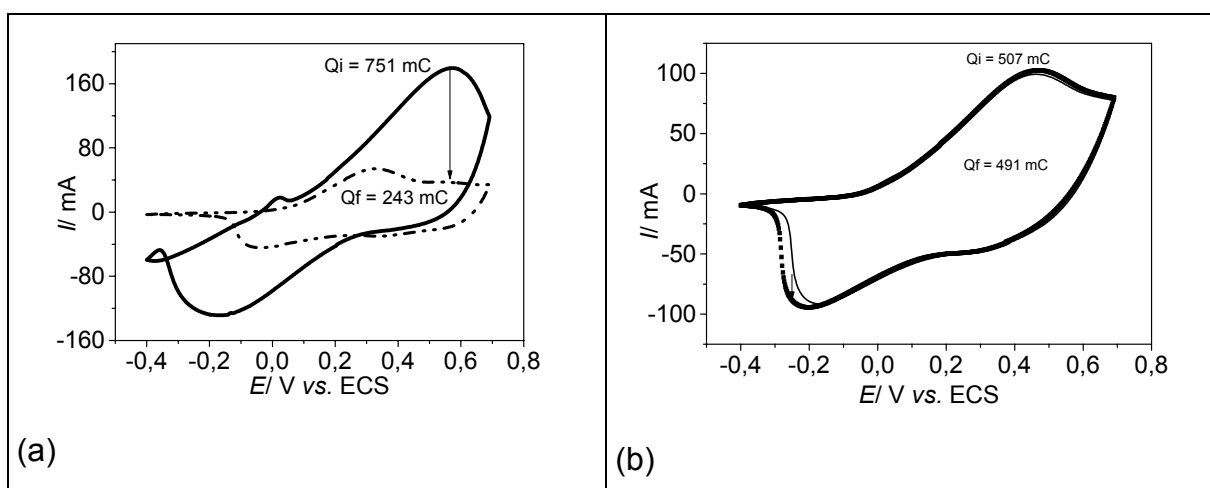 160
80
0
-80
-160
I/ mA
Qi = 751 mC
Qf = 243 mC
-0,4 -0,2 0,0 0,2 0,4 0,6 0,8
E/ V vs. ECS
(a)
100
50
0
-50
-100
I/ mA
Qi = 507 mC
Qf = 491 mC
-0,4 -0,2 0,0 0,2 0,4 0,6 0,8
E/ V vs. ECS
(b)